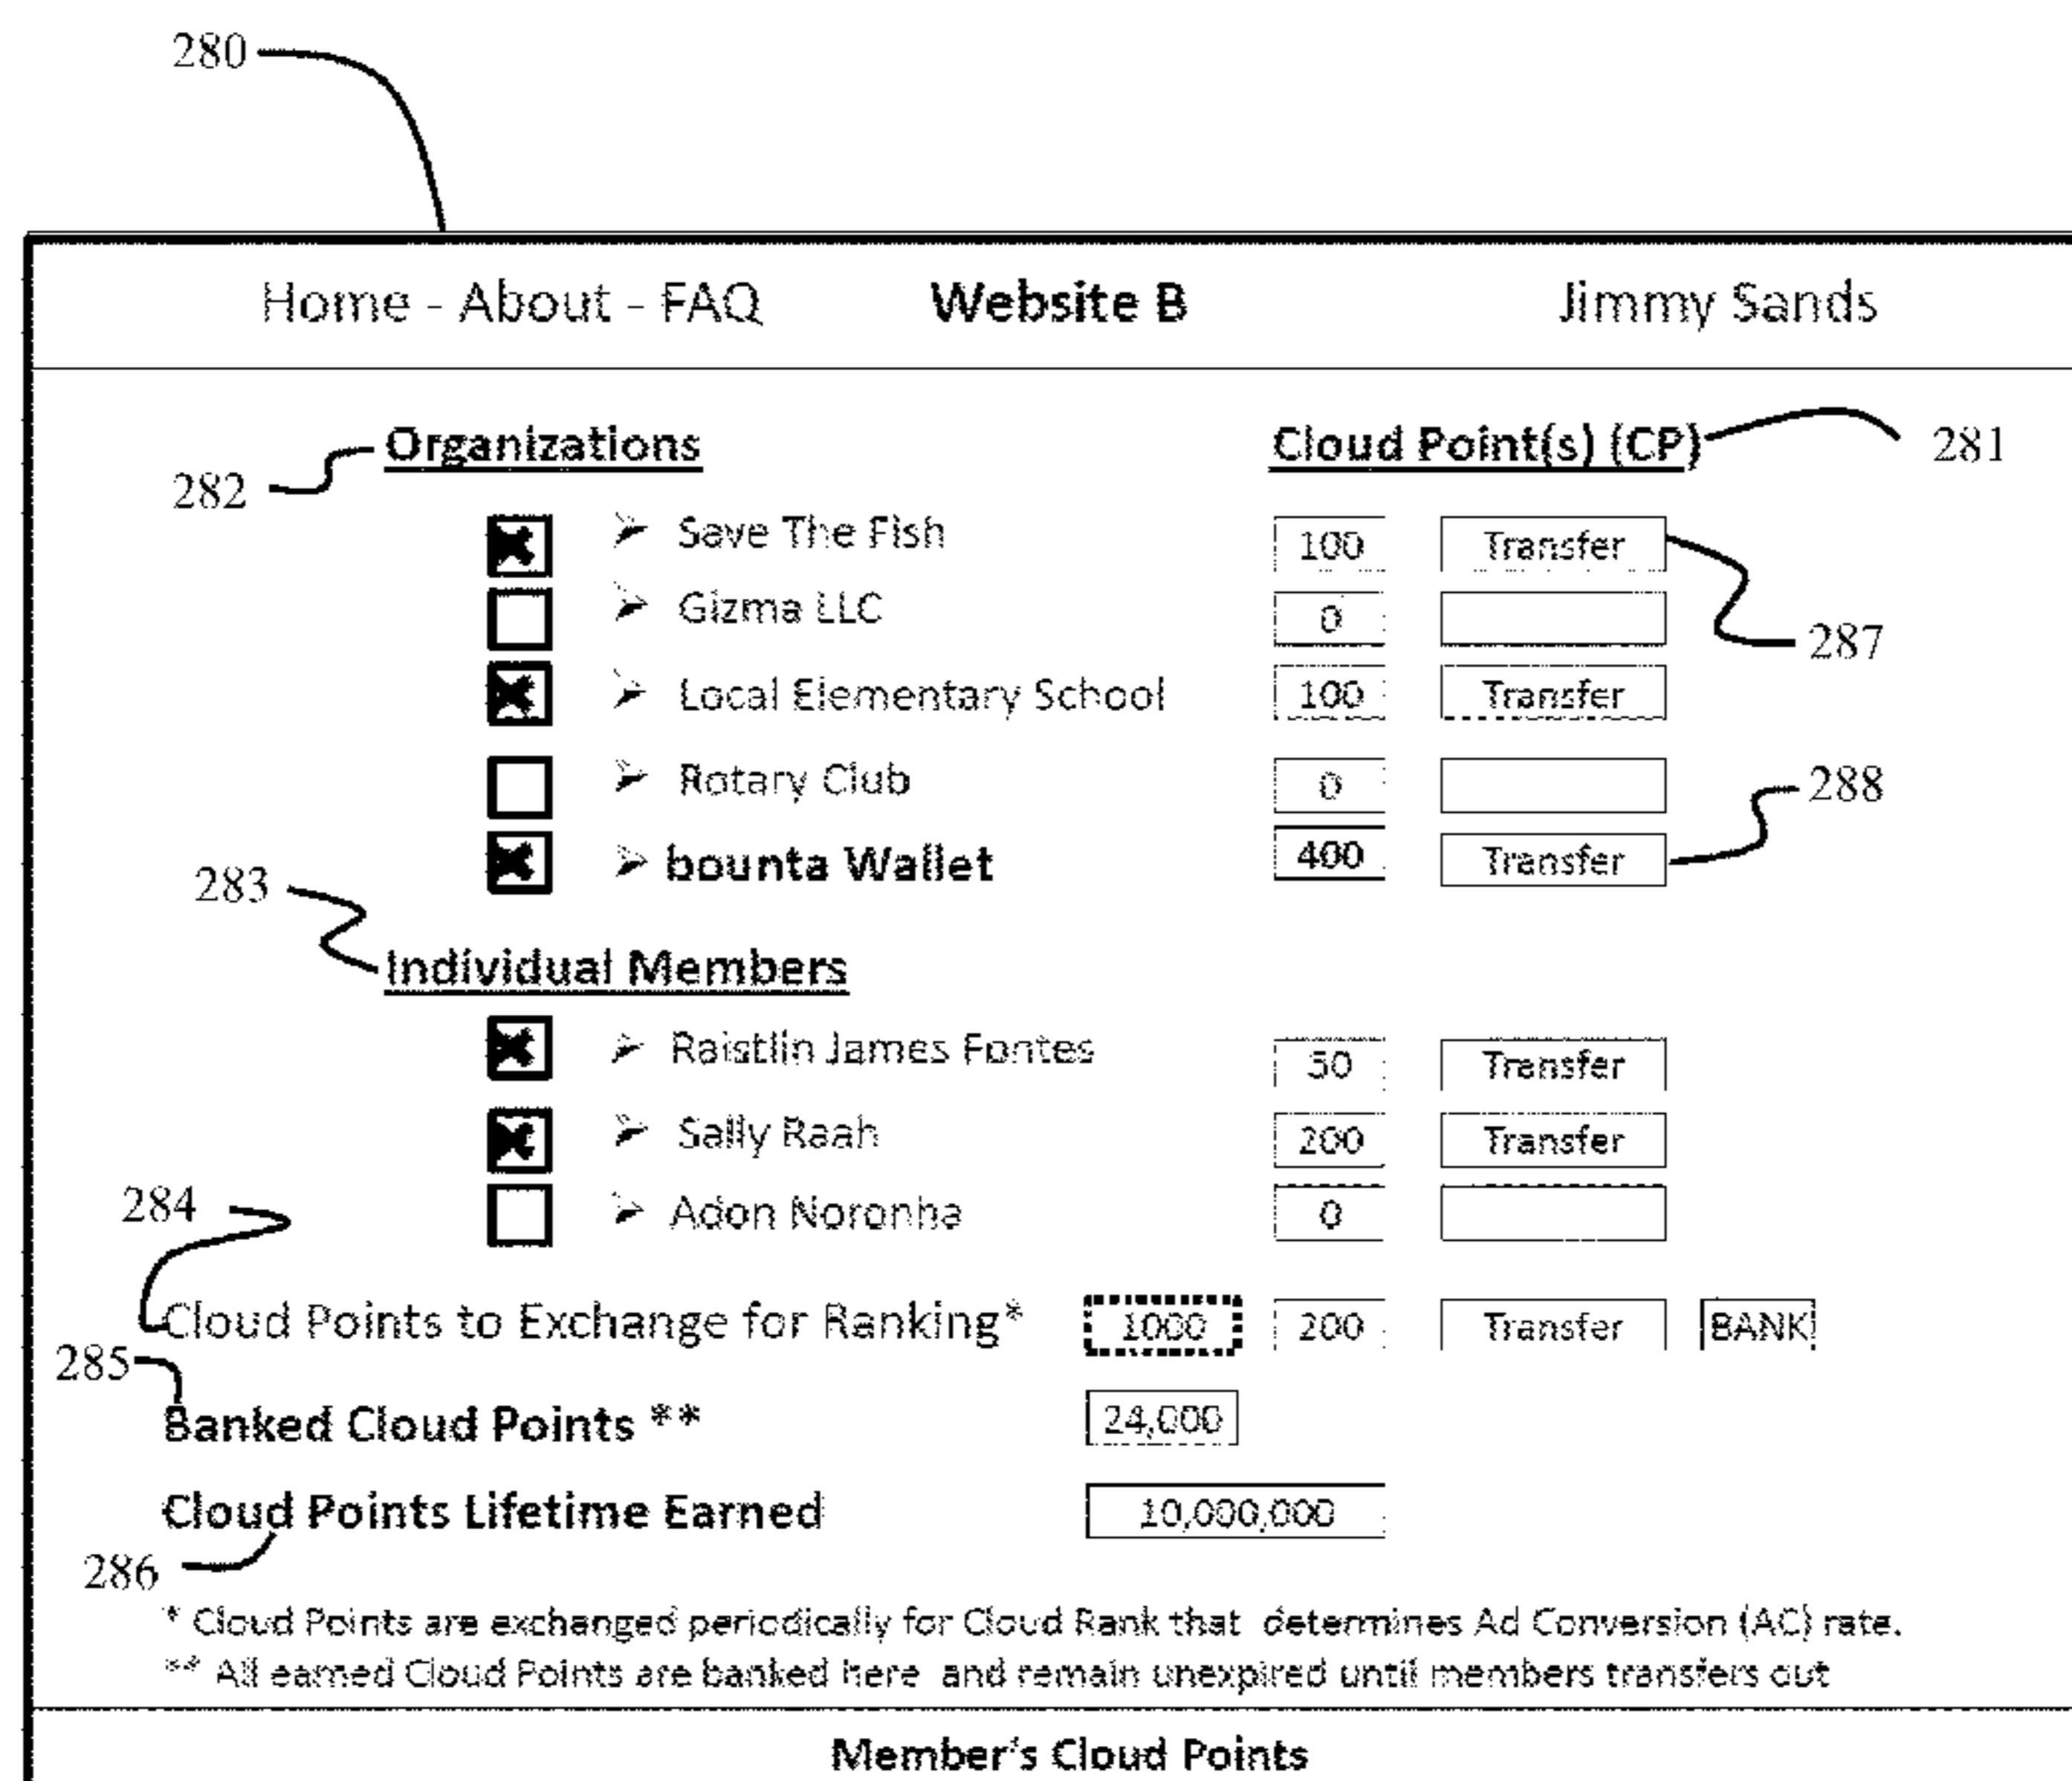 280
Home - About - FAQ Website B Jimmy Sands
Organizations Cloud Point(s) (CP) 281
282
Save The Fish 100 Transfer
Gizma LLC 0
287
Local Elementary School 100 Transfer
Rotary Club 0 288
bounta Wallet 400 Transfer
283
Individual Members
Raistlin James Fontes 50 Transfer
Sally Raah 200 Transfer
284
Adon Noronha 0
Cloud Points to Exchange for Ranking* 1000 200 Transfer BANK
285
Banked Cloud Points ** 24,000
Cloud Points Lifetime Earned 10,000,000
286
* Cloud Points are exchanged periodically for Cloud Rank that determines Ad Conversion (AC) rate.
** All earned Cloud Points are banked here and remain unexpired until members transfers out
Member's Cloud Points